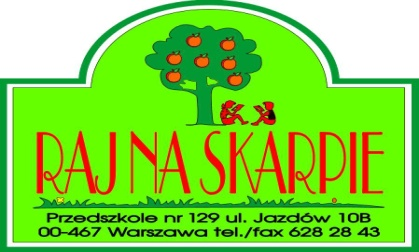 RAJ NA SKARPIE
Przedszkole nr 129 ul. Jazdów 10B
00-467 Warszawa tel./fax 628 28 43